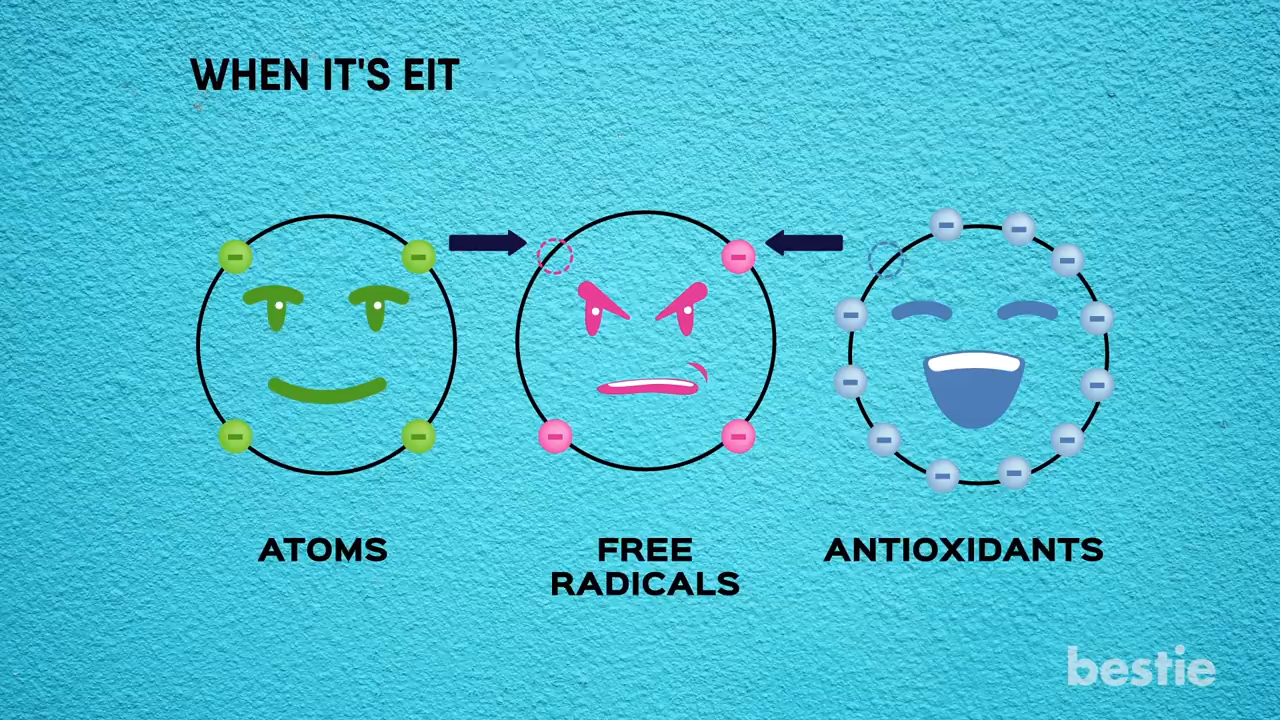 WHEN IT'S EIT
ATOMS
FREE
RADICALS
ANTIOXIDANTS
bestie